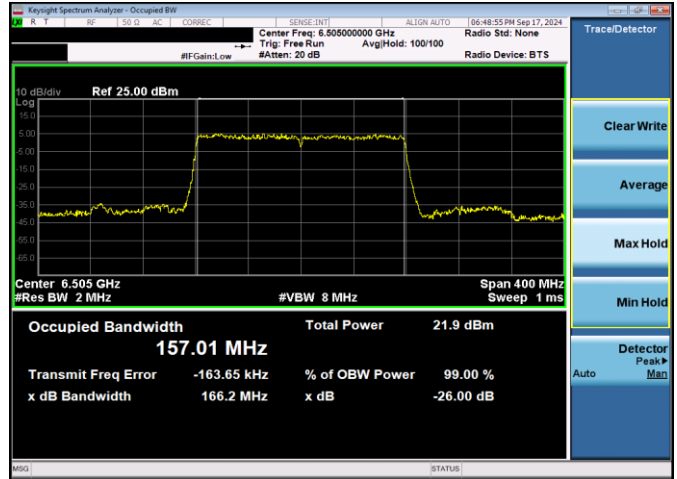 Keysight Spectrum Analyzer - Occupied BW
R T RF 50 Ω AC CORREC SENSE:INT ALIGN AUTO 06:48:55 PM Sep 17, 2024
Center Freq: 6.505000000 GHz Radio Std: None
Trig: Free Run Avg|Hold: 100/100
#IFGain:Low #Atten: 20 dB Radio Device: BTS
Trace/Detector
10 dB/div Ref 25.00 dBm
Log
15.0
5.00
-5.00
-15.0
-25.0
-35.0
-45.0
-55.0
-65.0
Center 6.505 GHz Span 400 MHz
#Res BW 2 MHz #VBW 8 MHz Sweep 1 ms
Occupied Bandwidth Total Power 21.9 dBm
157.01 MHz
Transmit Freq Error -163.65 kHz % of OBW Power 99.00 %
x dB Bandwidth 166.2 MHz x dB -26.00 dB
Clear Write
Average
Max Hold
Min Hold
Detector
Peak▶
Auto Man
MSG STATUS